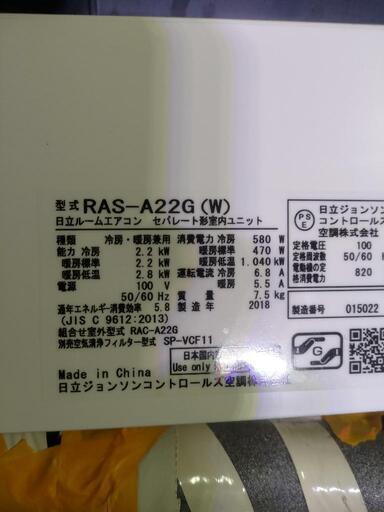 型式 RAS-A22G(W)
日立ルームエアコン セパレート形室内ユニット
種類 冷房・暖房兼用 消費電力 冷房 580 W
能力 冷房 2.2 kW 暖房標準 470 W
暖房標準 2.2 kW 暖房低温 1,040 W
暖房低温 2.8 kW 運転電流 冷房 6.8 A
電源 100 V 暖房 5.5 A
50/60 Hz 質量 7.5 kg
通年エネルギー消費効率 5.8 製造年 2018
(JIS C 9612:2013)
組合せ室外型式 RAC-A22G
別売空気清浄フィルター型式 SP-VCF11
日本国内
Use only
Made in China
日立ジョンソンコントロールズ空調株式会社
PSE
日立ジョンソン
コントロールズ
空調株式会社
定格電圧 100
定格周波数 50/60
電動機の定
格消費電力 820
製造番号 015022
G